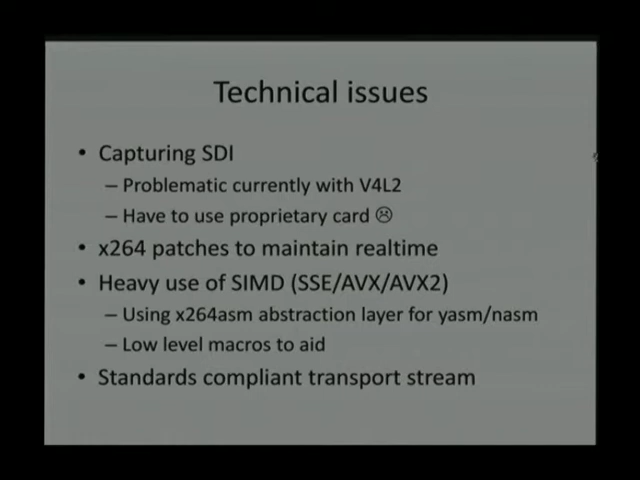 Technical issues
• Capturing SDI
– Problematic currently with V4L2
– Have to use proprietary card ☹
• x264 patches to maintain realtime
• Heavy use of SIMD (SSE/AVX/AVX2)
– Using x264asm abstraction layer for yasm/nasm
– Low level macros to aid
• Standards compliant transport stream